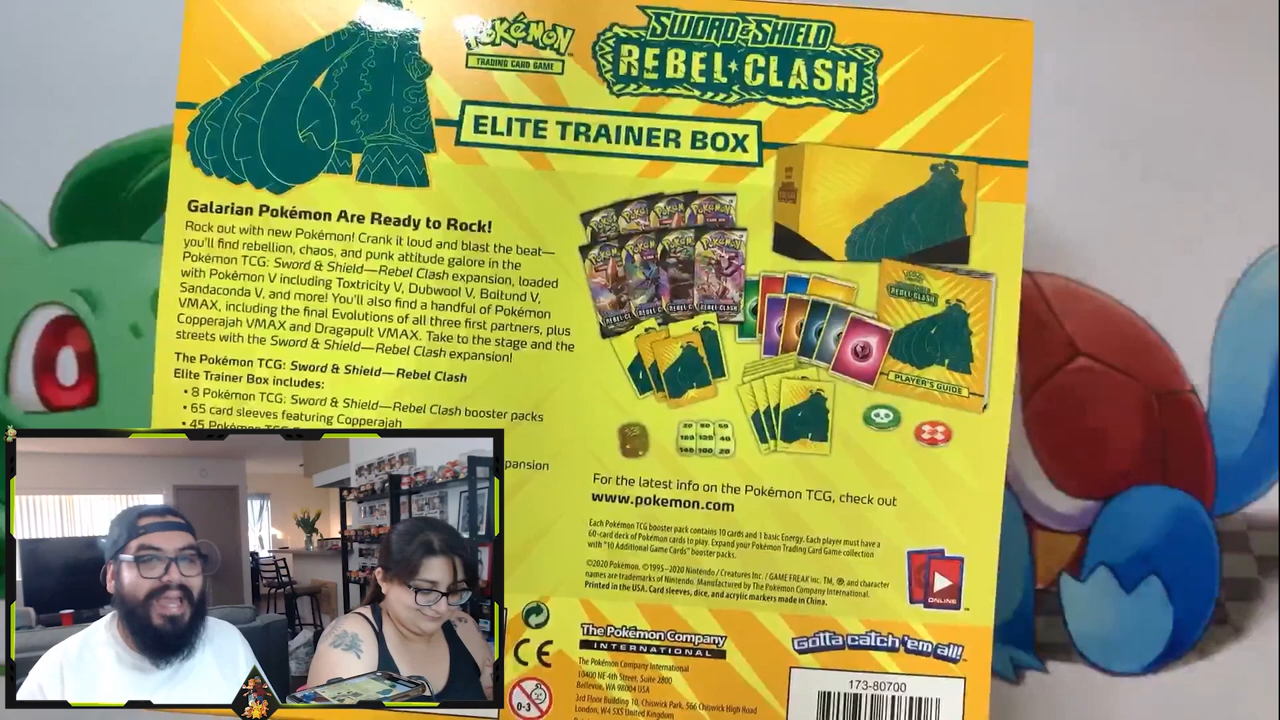 Pokémon
TRADING CARD GAME
SWORD & SHIELD
REBEL CLASH
ELITE TRAINER BOX
Galarian Pokémon Are Ready to Rock!
Rock out with new Pokémon! Crank it loud and blast the beat—
you'll find rebellion, chaos, and punk attitude galore in the
Pokémon TCG: Sword & Shield—Rebel Clash expansion, loaded
with Pokémon V including Toxtricity V, Dubwool V, Boltund V,
Sandaconda V, and more! You'll also find a handful of Pokémon
VMAX, including the final Evolutions of all three first partners, plus
Copperajah VMAX and Dragapult VMAX. Take to the stage and the
streets with the Sword & Shield—Rebel Clash expansion!
The Pokémon TCG: Sword & Shield—Rebel Clash
Elite Trainer Box includes:
• 8 Pokémon TCG: Sword & Shield—Rebel Clash booster packs
• 65 card sleeves featuring Copperajah
• 45 Pokémon TCG
expansion
REBEL CLASH
PLAYER'S GUIDE
For the latest info on the Pokémon TCG, check out
www.pokemon.com
Each Pokémon TCG booster pack contains 10 cards and 1 basic Energy. Each player must have a
60-card deck of Pokémon cards to play. Expand your Pokémon Trading Card Game collection
with "10 Additional Game Cards" booster packs.
©2020 Pokémon. ©1995–2020 Nintendo / Creatures Inc. / GAME FREAK inc. TM, ®, and character
names are trademarks of Nintendo. Manufactured by The Pokémon Company International.
Printed in the USA. Card sleeves, dice, and acrylic markers made in China.
ONLINE
CE
0-3
The Pokémon Company
INTERNATIONAL
The Pokémon Company International
10400 NE 4th Street, Suite 2800
Bellevue, WA 98004 USA
3rd Floor Building 10, Chiswick Park, 566 Chiswick High Road
London, W4 5XS United Kingdom
Gotta catch 'em all!
173-80700